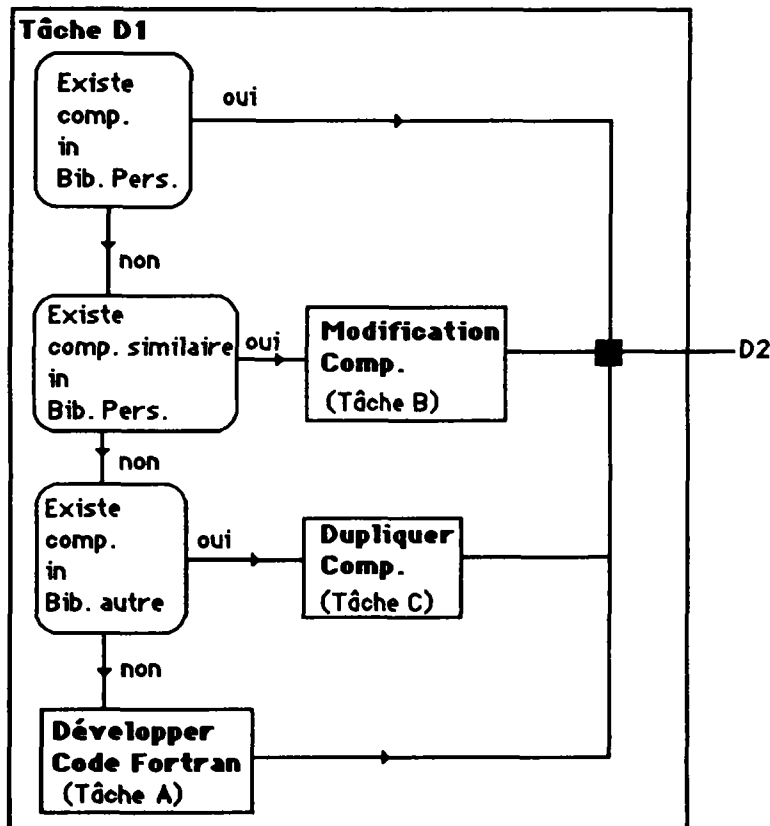 Tâche D1
Existe
comp.
in
Bib. Pers.
oui
non
Existe
comp. similaire
in
Bib. Pers.
oui
Modification
Comp.
(Tâche B)
D2
non
Existe
comp.
in
Bib. autre
oui
Dupliquer
Comp.
(Tâche C)
non
Développer
Code Fortran
(Tâche A)